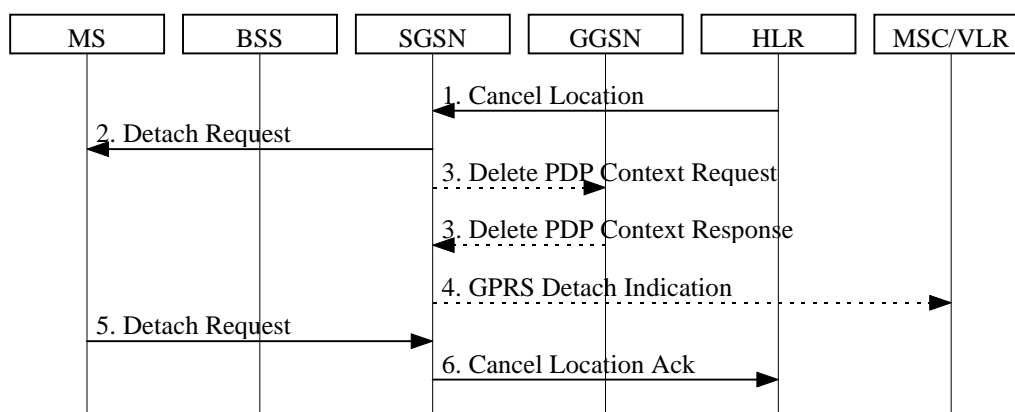 MS
BSS
SGSN
GGSN
HLR
MSC/VLR
1. Cancel Location
2. Detach Request
3. Delete PDP Context Request
3. Delete PDP Context Response
4. GPRS Detach Indication
5. Detach Request
6. Cancel Location Ack